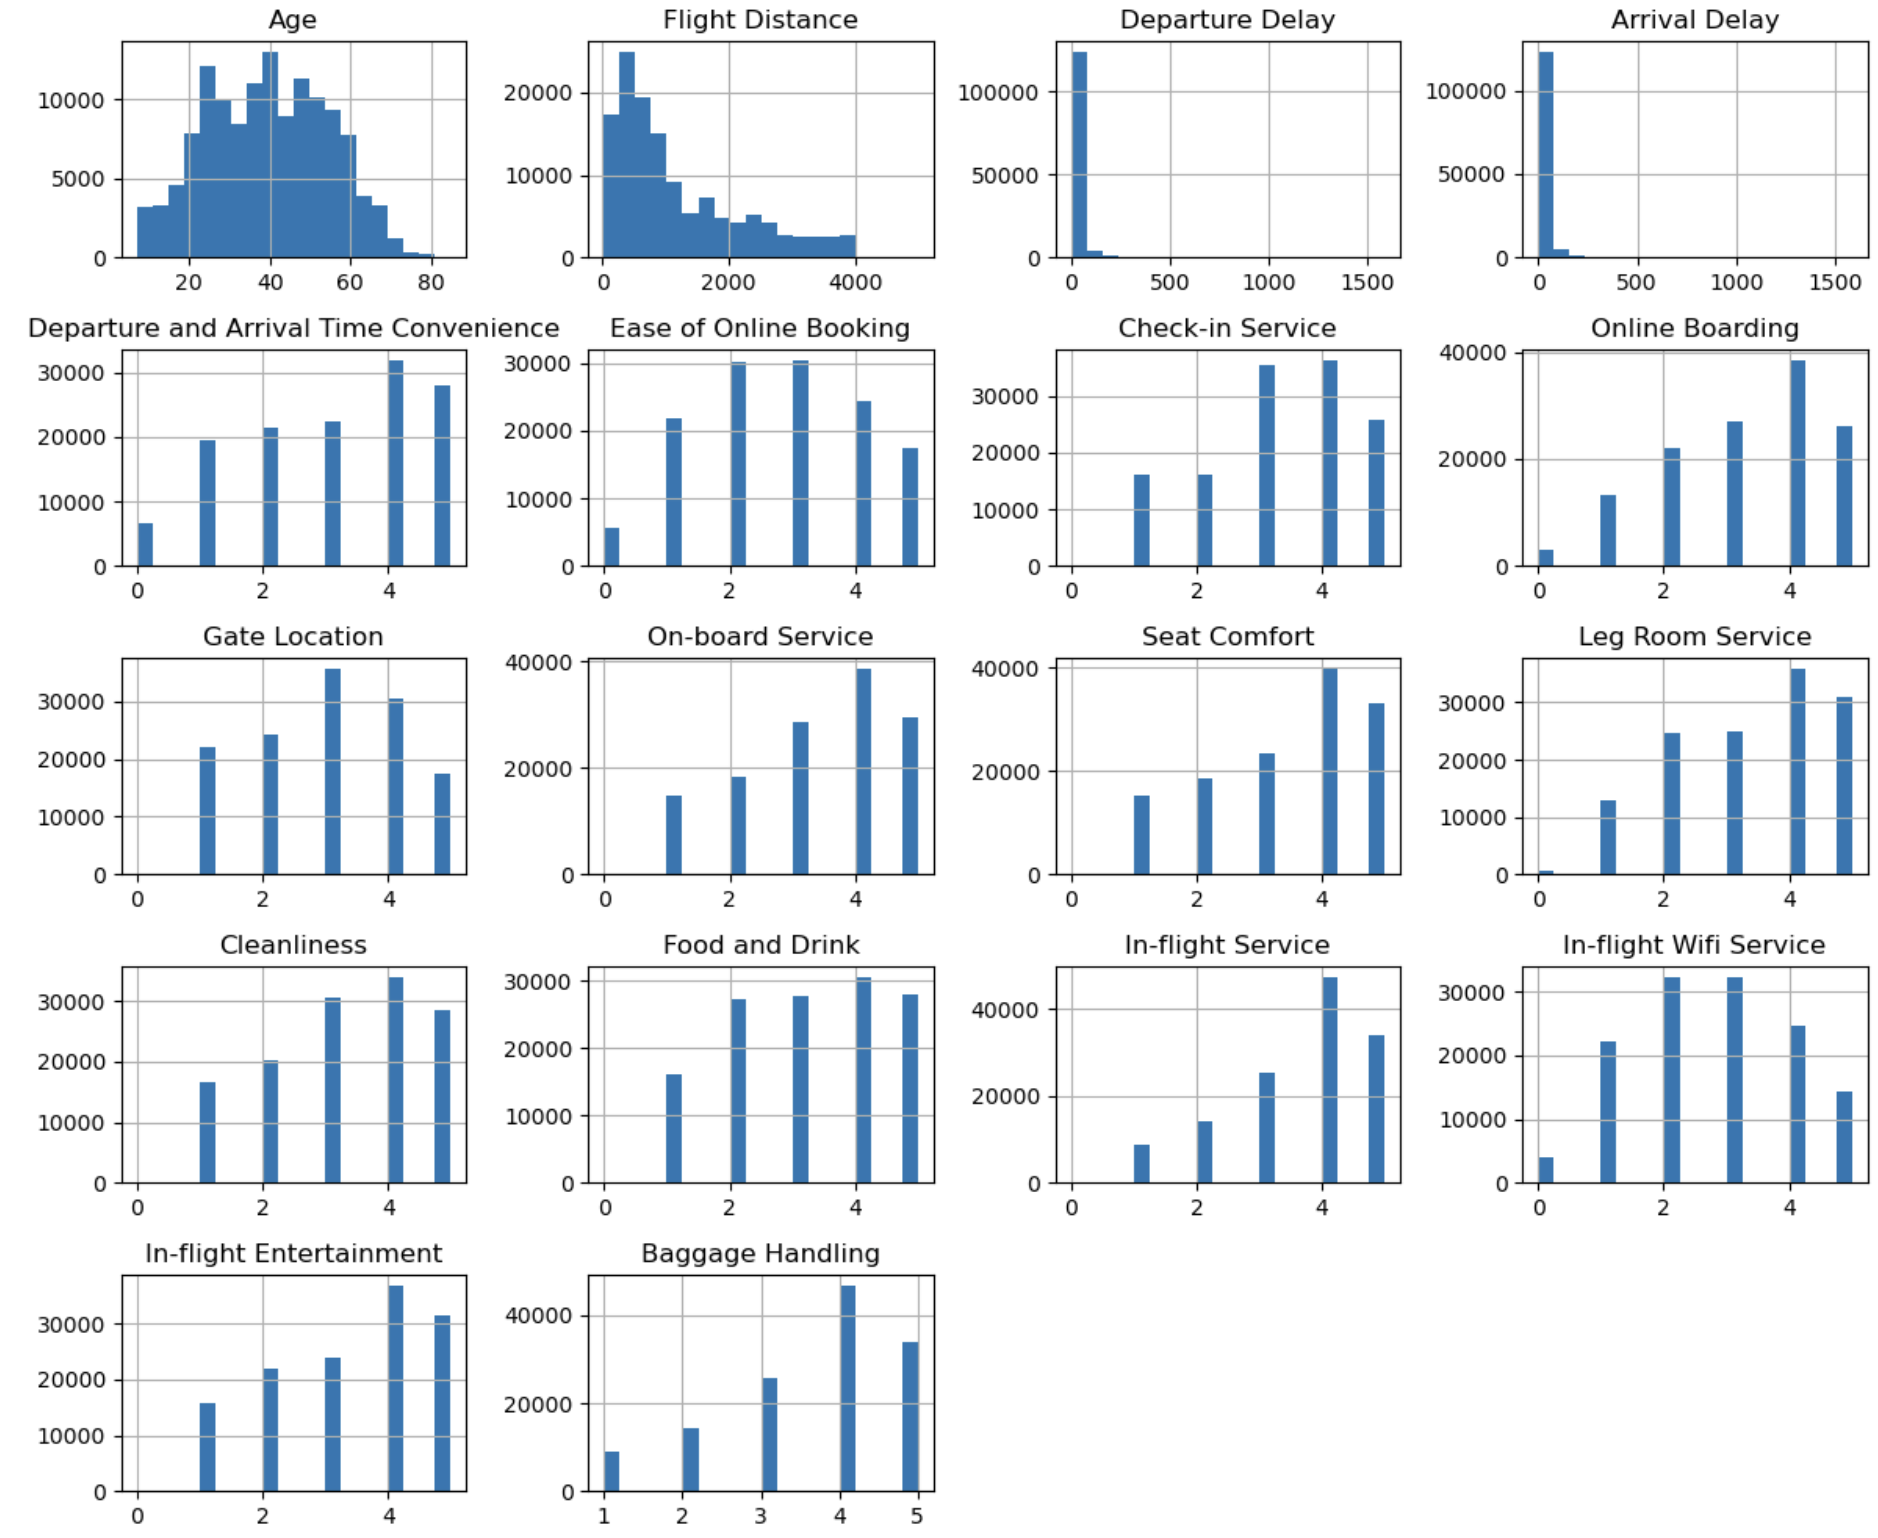 Age
10000
5000
0
20 40 60 80
Flight Distance
20000
10000
0
0 2000 4000
Departure Delay
100000
50000
0
0 500 1000 1500
Arrival Delay
100000
50000
0
0 500 1000 1500
Departure and Arrival Time Convenience
30000
20000
10000
0
0 2 4
Ease of Online Booking
30000
20000
10000
0
0 2 4
Check-in Service
30000
20000
10000
0
0 2 4
Online Boarding
40000
20000
0
0 2 4
Gate Location
30000
20000
10000
0
0 2 4
On-board Service
40000
20000
0
0 2 4
Seat Comfort
40000
20000
0
0 2 4
Leg Room Service
30000
20000
10000
0
0 2 4
Cleanliness
30000
20000
10000
0
0 2 4
Food and Drink
30000
20000
10000
0
0 2 4
In-flight Service
40000
20000
0
0 2 4
In-flight Wifi Service
30000
20000
10000
0
0 2 4
In-flight Entertainment
30000
20000
10000
0
0 2 4
Baggage Handling
40000
20000
0
1 2 3 4 5